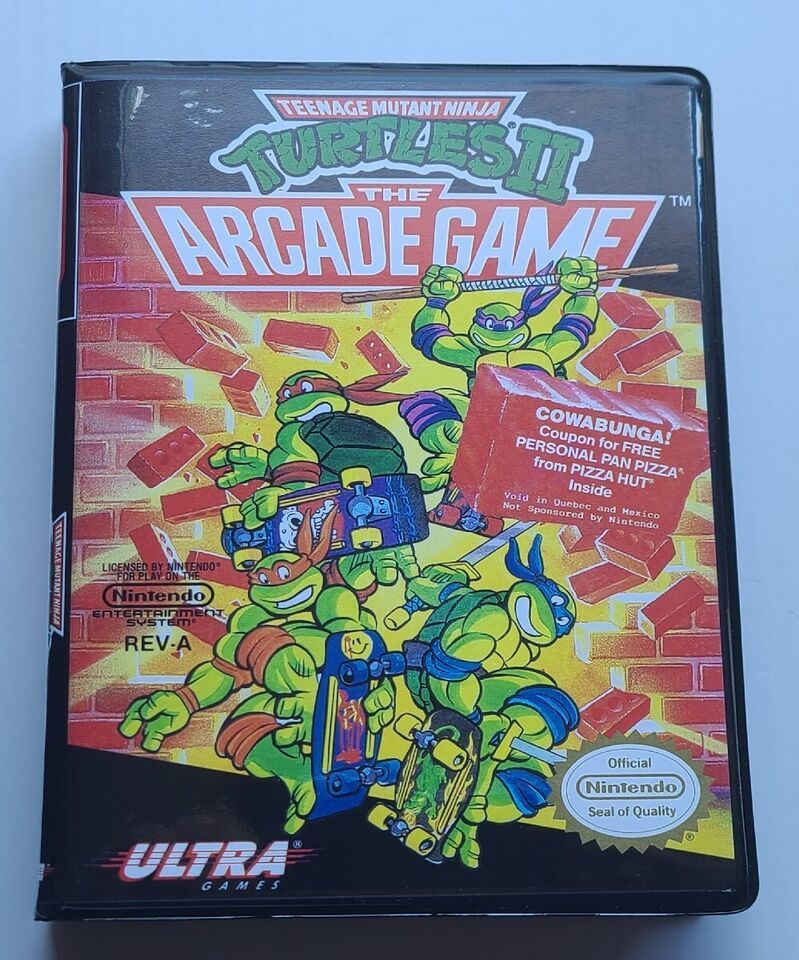 TEENAGE MUTANT NINJA
TURTLES® II
THE
ARCADE GAME™
COWABUNGA!
Coupon for FREE
PERSONAL PAN PIZZA®
from PIZZA HUT®
Inside
Void in Quebec and Mexico
Not Sponsored by Nintendo
LICENSED BY NINTENDO®
FOR PLAY ON THE
Nintendo
ENTERTAINMENT
SYSTEM®
REV-A
TEENAGE MUTANT NINJA
Official
Nintendo
Seal of Quality
®
ULTRA®
GAMES